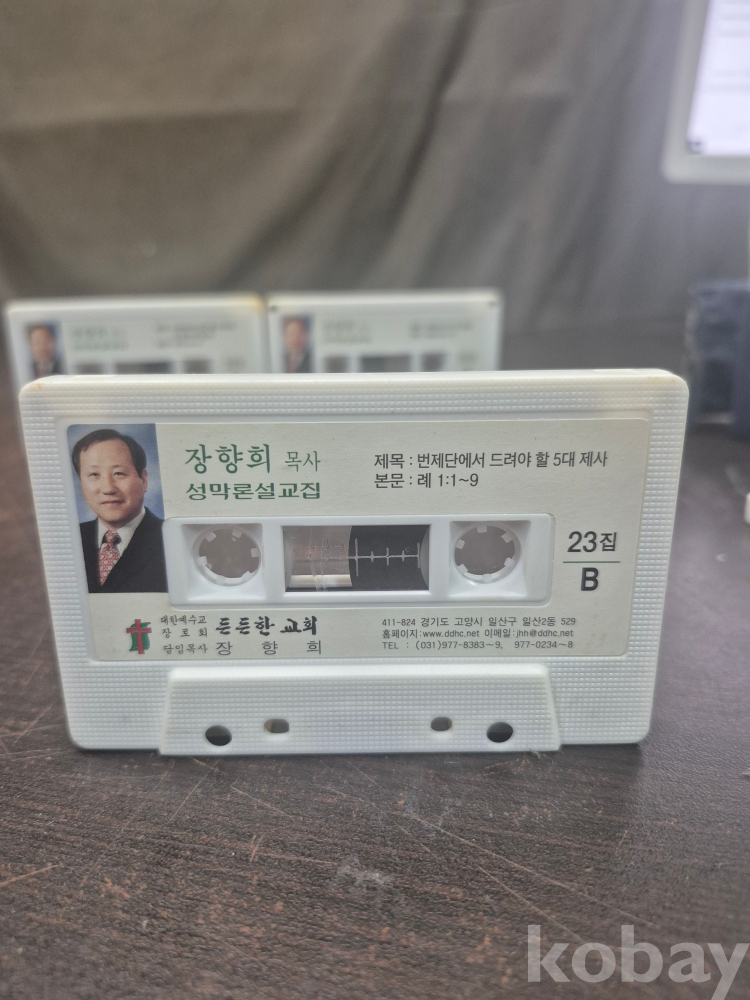 장향희 목사
성막론설교집
제목 : 번제단에서 드려야 할 5대 제사
본문 : 례 1:1~9
23집
B
대한예수교
장로회
든든한 교회
담임목사 장 향 희
411-824 경기도 고양시 일산구 일산2동 529
홈페이지:www.ddhc.net 이메일:jhh@ddhc.net
TEL : (031)977-8383~9, 977-0234~8
kobay